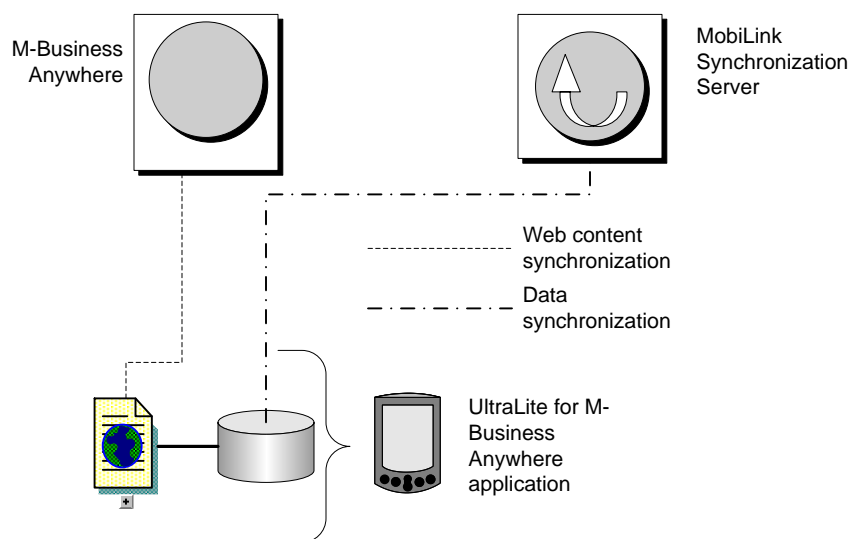 M-Business
Anywhere
MobiLink
Synchronization
Server
Web content
synchronization
Data
synchronization
UltraLite for M-
Business
Anywhere
application